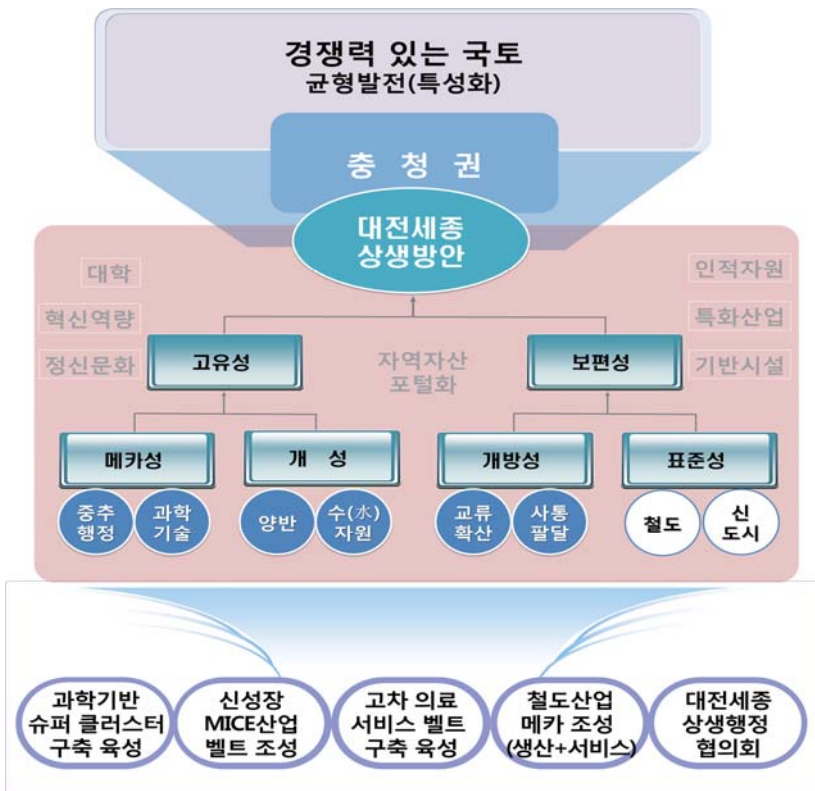 경쟁력 있는 국토
균형발전(특성화)
충 청 권
대전세종
상생방안
대학
혁신역량
정신문화
인적자원
특화산업
기반시설
고유성
자역자산
포털화
보편성
메카성
개 성
개방성
표준성
중추
행정
과학
기술
양반
수(水)
자원
교류
확산
사통
팔달
철도
신
도시
과학기반
슈퍼 클러스터
구축 육성
신성장
MICE산업
벨트 조성
고차 의료
서비스 벨트
구축 육성
철도산업
메카 조성
(생산+서비스)
대전세종
상생행정
협의회